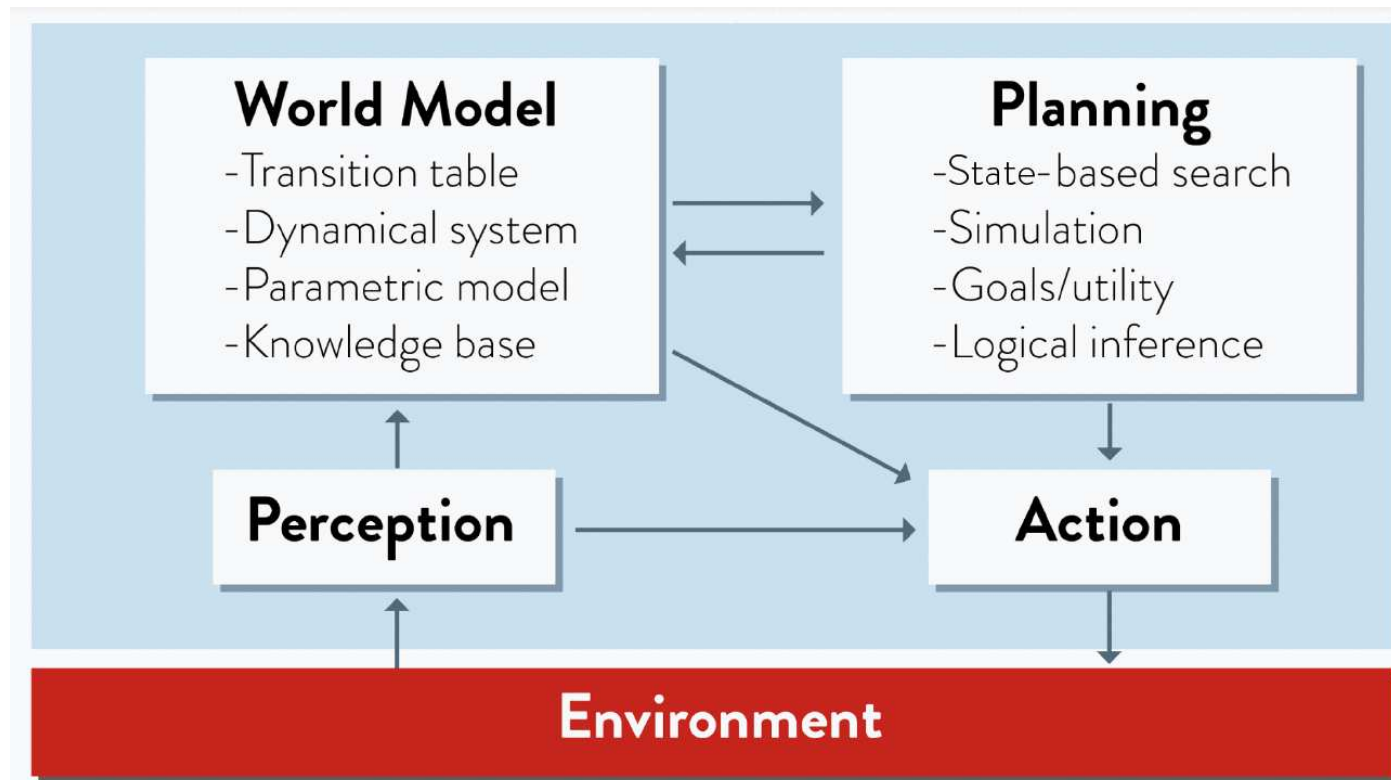 World Model
-Transition table
-Dynamical system
-Parametric model
-Knowledge base
Planning
-State-based search
-Simulation
-Goals/utility
-Logical inference
Perception
Action
Environment